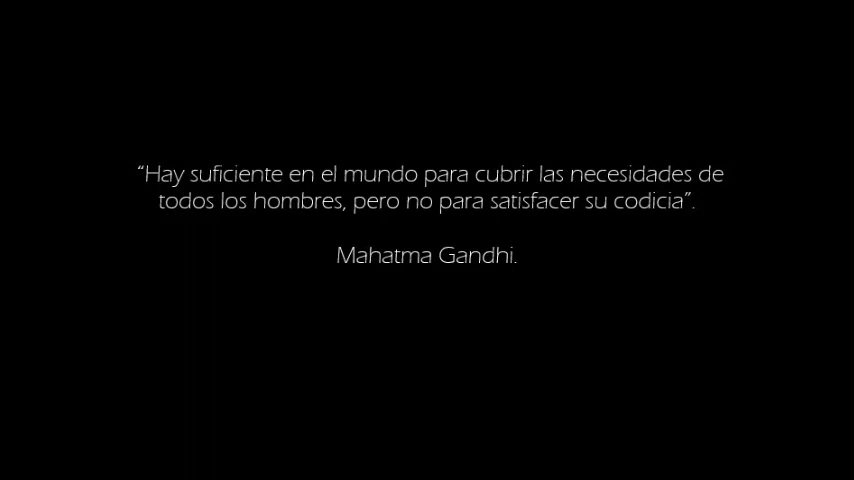 “Hay suficiente en el mundo para cubrir las necesidades de
todos los hombres, pero no para satisfacer su codicia”.
Mahatma Gandhi.